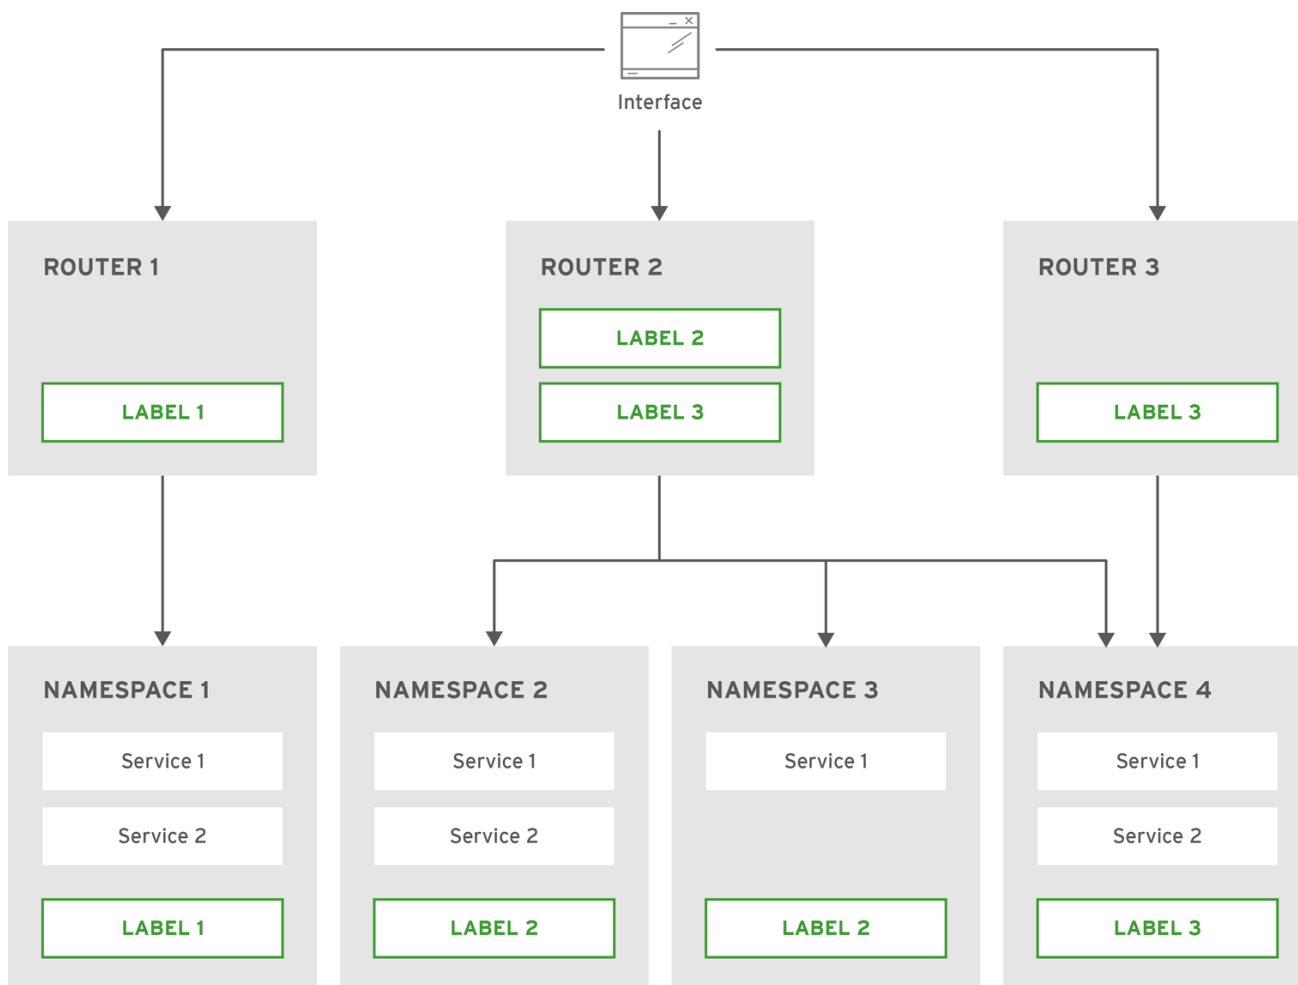 Interface
ROUTER 1
LABEL 1
ROUTER 2
LABEL 2
LABEL 3
ROUTER 3
LABEL 3
NAMESPACE 1
Service 1
Service 2
LABEL 1
NAMESPACE 2
Service 1
Service 2
LABEL 2
NAMESPACE 3
Service 1
LABEL 2
NAMESPACE 4
Service 1
Service 2
LABEL 3